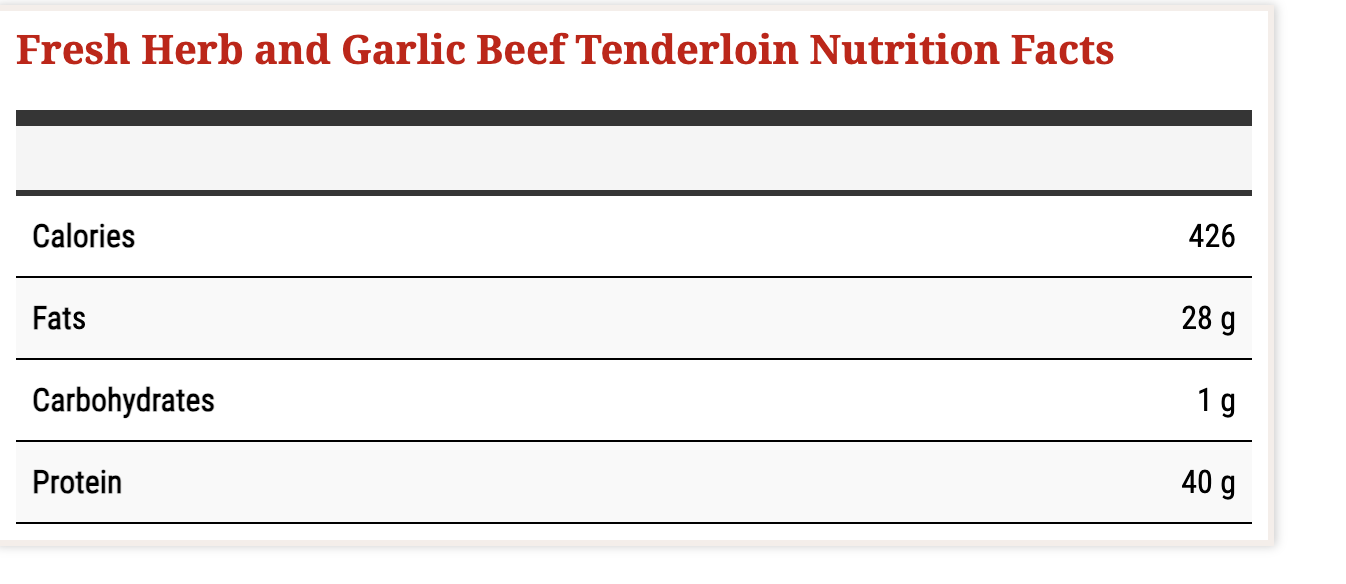 Fresh Herb and Garlic Beef Tenderloin Nutrition Facts
Calories 426
Fats 28 g
Carbohydrates 1 g
Protein 40 g